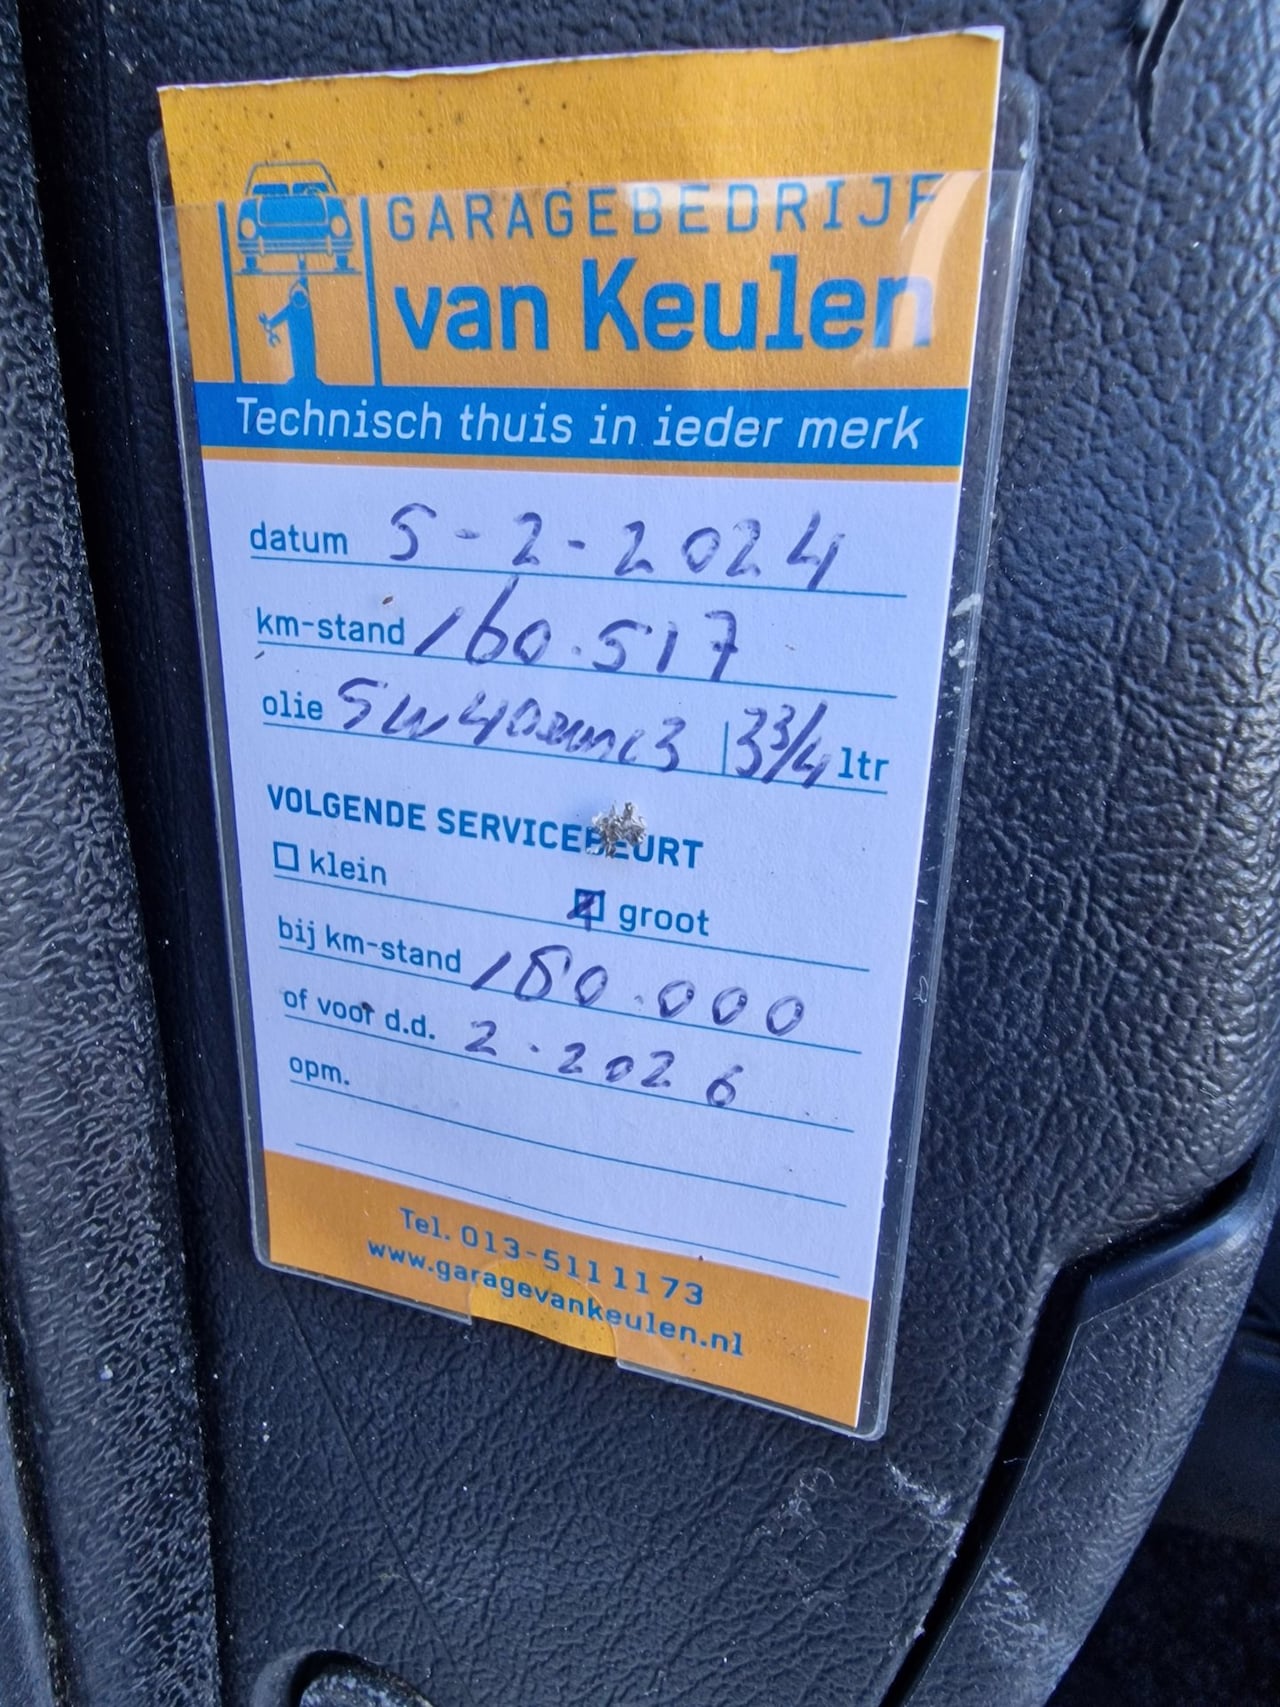 GARAGEBEDRIJF
van Keulen
Technisch thuis in ieder merk
datum 5-2-2024
km-stand 160.517
olie 5w40 3 3/4 ltr
VOLGENDE SERVICEBEURT
klein groot
bij km-stand 180.000
of voor d.d. 2.2026
opm.
Tel. 013-5111173
www.garagevankeulen.nl